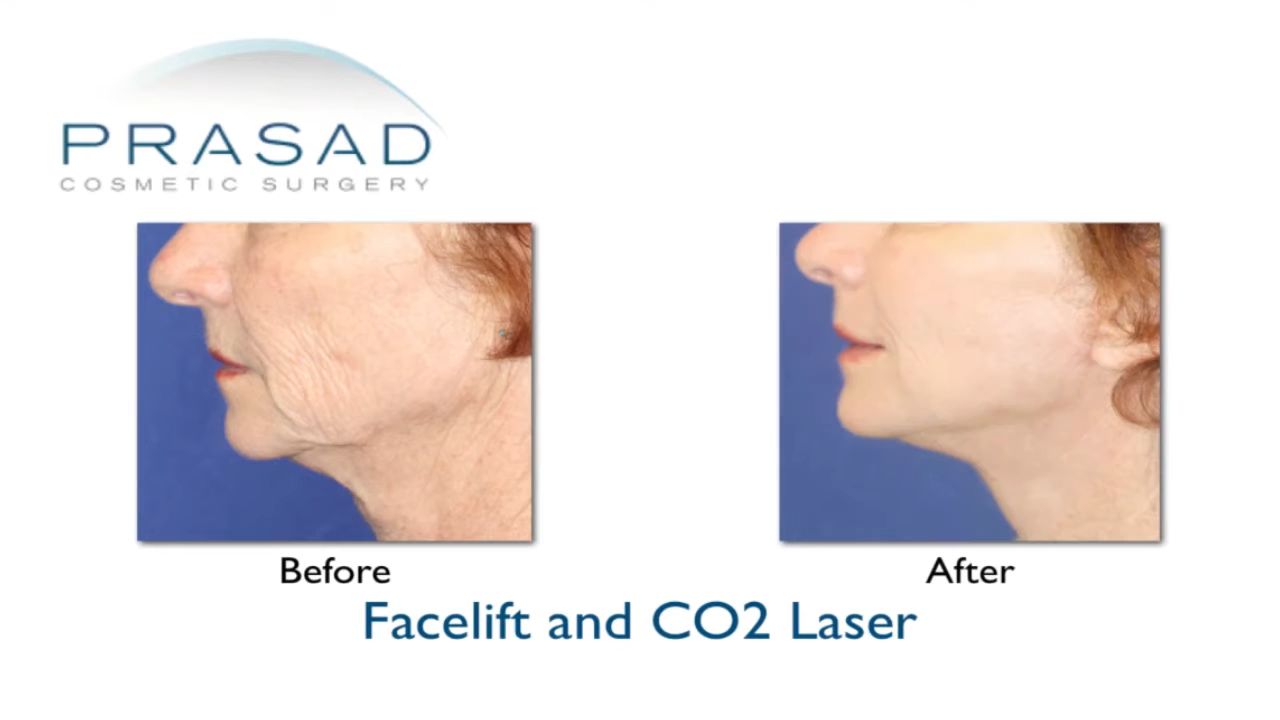 PRASAD
COSMETIC SURGERY
Before
After
Facelift and CO2 Laser